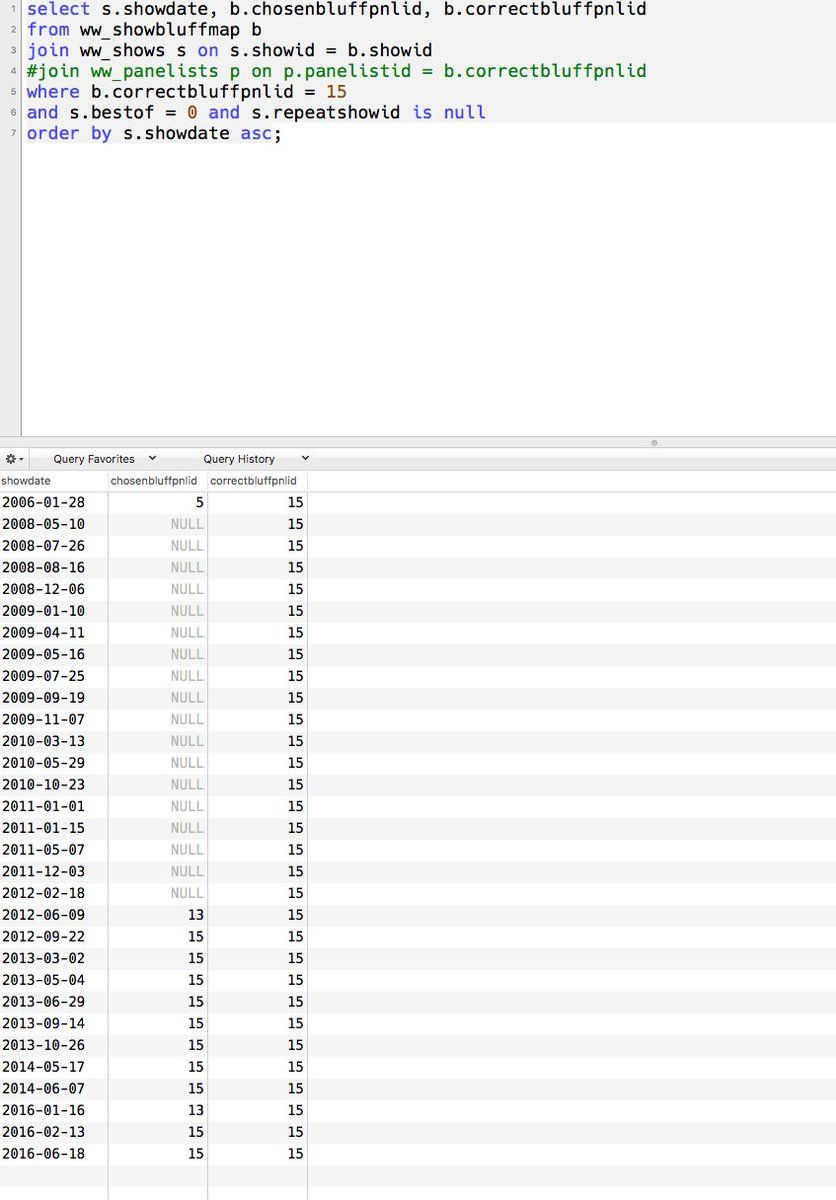 1 select s.showdate, b.chosenbluffpnlid, b.correctbluffpnlid
2 from ww_showbluffmap b
3 join ww_shows s on s.showid = b.showid
4 #join ww_panelists p on p.panelistid = b.correctbluffpnlid
5 where b.correctbluffpnlid = 15
6 and s.bestof = 0 and s.repeatshowid is null
7 order by s.showdate asc;
Query Favorites Query History
showdate chosenbluffpnlid correctbluffpnlid
2006-01-28 5 15
2008-05-10 NULL 15
2008-07-26 NULL 15
2008-08-16 NULL 15
2008-12-06 NULL 15
2009-01-10 NULL 15
2009-04-11 NULL 15
2009-05-16 NULL 15
2009-07-25 NULL 15
2009-09-19 NULL 15
2009-11-07 NULL 15
2010-03-13 NULL 15
2010-05-29 NULL 15
2010-10-23 NULL 15
2011-01-01 NULL 15
2011-01-15 NULL 15
2011-05-07 NULL 15
2011-12-03 NULL 15
2012-02-18 NULL 15
2012-06-09 13 15
2012-09-22 15 15
2013-03-02 15 15
2013-05-04 15 15
2013-06-29 15 15
2013-09-14 15 15
2013-10-26 15 15
2014-05-17 15 15
2014-06-07 15 15
2016-01-16 13 15
2016-02-13 15 15
2016-06-18 15 15